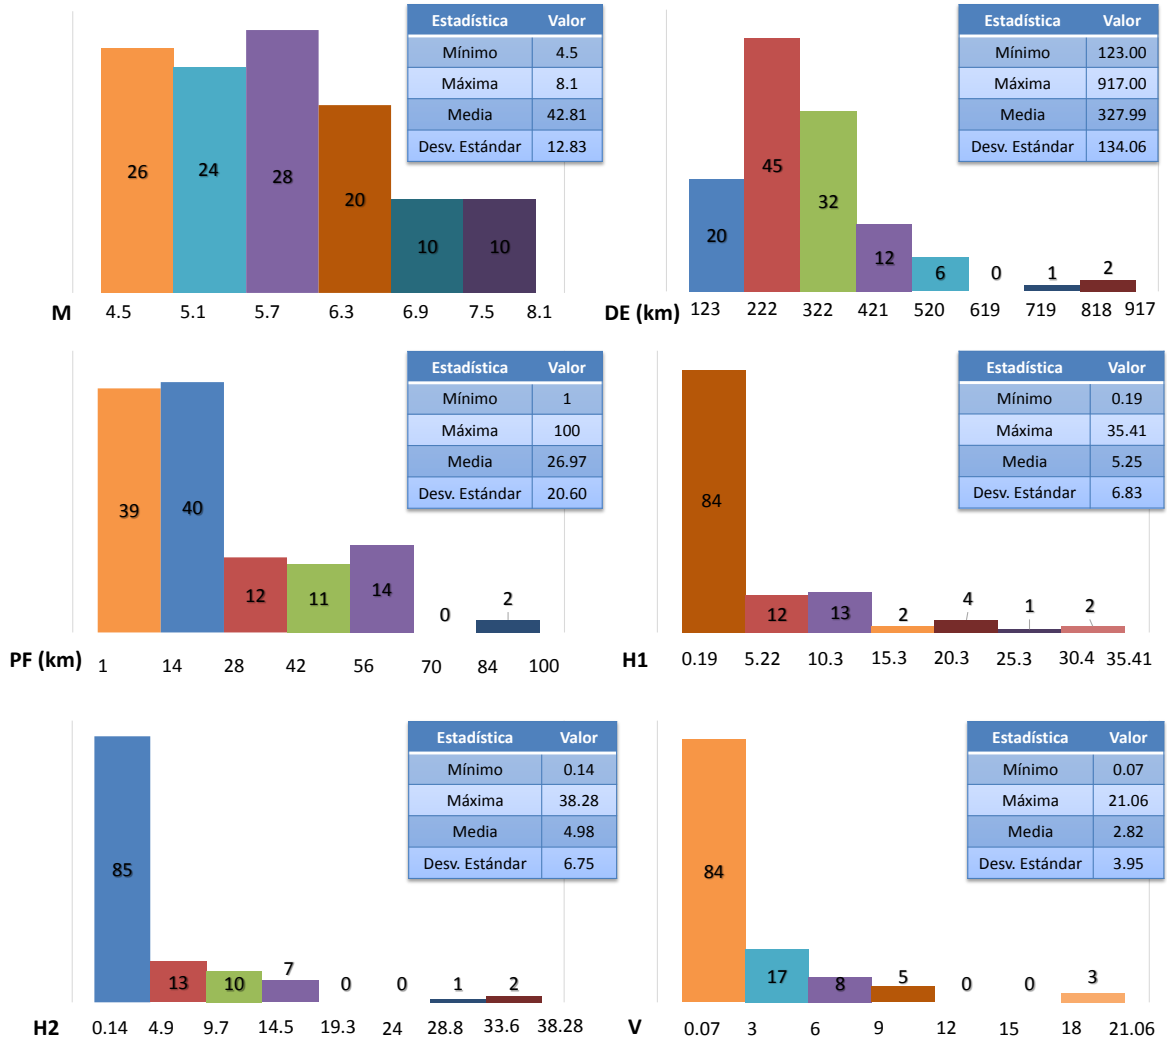 Estadística Valor
Mínimo 4.5
Máxima 8.1
Media 42.81
Desv. Estándar 12.83
26 24 28 20 10 10
M 4.5 5.1 5.7 6.3 6.9 7.5 8.1
Estadística Valor
Mínimo 123.00
Máxima 917.00
Media 327.99
Desv. Estándar 134.06
20 45 32 12 6 0 1 2
DE (km) 123 222 322 421 520 619 719 818 917
Estadística Valor
Mínimo 1
Máxima 100
Media 26.97
Desv. Estándar 20.60
39 40 12 11 14 0 2
PF (km) 1 14 28 42 56 70 84 100
Estadística Valor
Mínimo 0.19
Máxima 35.41
Media 5.25
Desv. Estándar 6.83
84 12 13 2 4 1 2
H1 0.19 5.22 10.3 15.3 20.3 25.3 30.4 35.41
Estadística Valor
Mínimo 0.14
Máxima 38.28
Media 4.98
Desv. Estándar 6.75
85 13 10 7 0 0 1 2
H2 0.14 4.9 9.7 14.5 19.3 24 28.8 33.6 38.28
Estadística Valor
Mínimo 0.07
Máxima 21.06
Media 2.82
Desv. Estándar 3.95
84 17 8 5 0 0 3
V 0.07 3 6 9 12 15 18 21.06